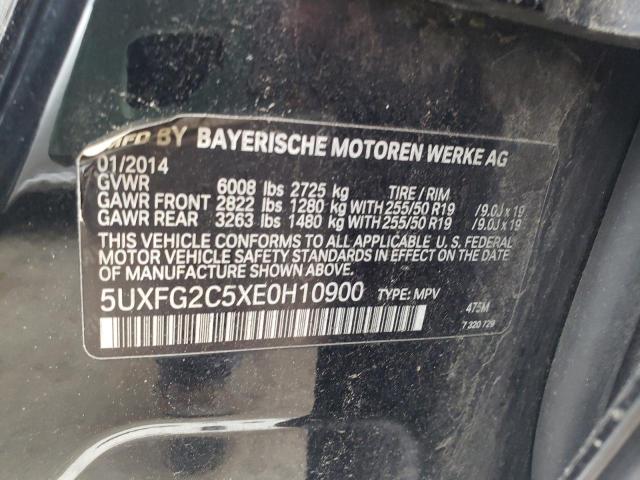 MFD BY BAYERISCHE MOTOREN WERKE AG
01/2014
GVWR 6008 lbs 2725 kg TIRE / RIM
GAWR FRONT 2822 lbs 1280 kg WITH 255/50 R19 /9.0J x 19
GAWR REAR 3263 lbs 1480 kg WITH 255/50 R19 /9.0J x 19
THIS VEHICLE CONFORMS TO ALL APPLICABLE U.S. FEDERAL
MOTOR VEHICLE SAFETY STANDARDS IN EFFECT ON THE DATE
OF MANUFACTURE SHOWN ABOVE.
5UXFG2C5XE0H10900 TYPE: MPV 475M
7 320 729